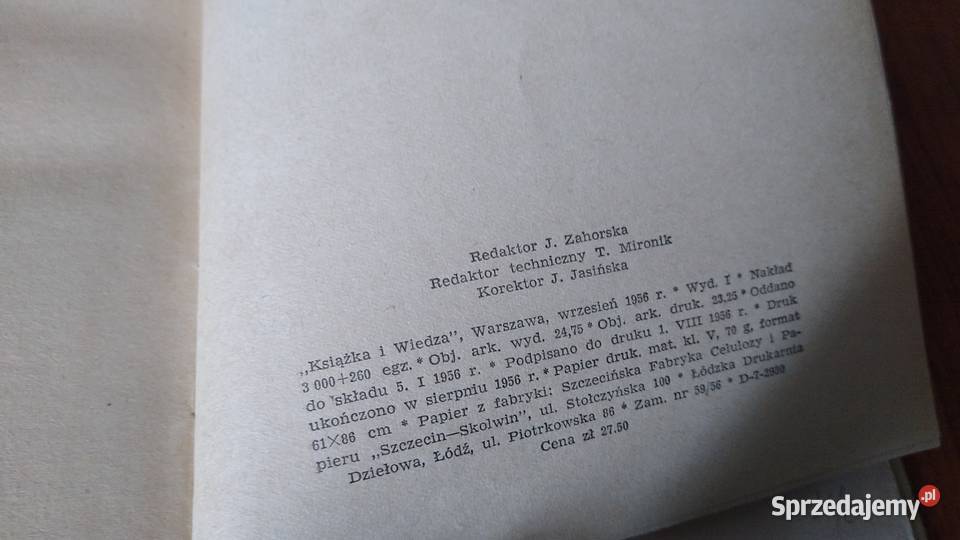 Redaktor J. Zahorska
Redaktor techniczny T. Mironik
Korektor J. Jasińska
„Książka i Wiedza”, Warszawa, wrzesień 1956 r. * Wyd. I * Nakład
3 000+260 egz. * Obj. ark. wyd. 24,75 * Obj. ark. druk. 23,25 * Oddano
do składu 5. I 1956 r. * Podpisano do druku 1. VIII 1956 r. * Druk
ukończono w sierpniu 1956 r. * Papier druk. mat. kl. V, 70 g, format
61×86 cm * Papier z fabryki: Szczecińska Fabryka Celulozy i Pa-
pieru „Szczecin—Skolwin”, ul. Stołczyńska 100 * Łódzka Drukarnia
Dziełowa, Łódź, ul. Piotrkowska 86 * Zam. nr 59/56 * D-7-2930
Cena zł 27.50
Sprzedajemy.pl